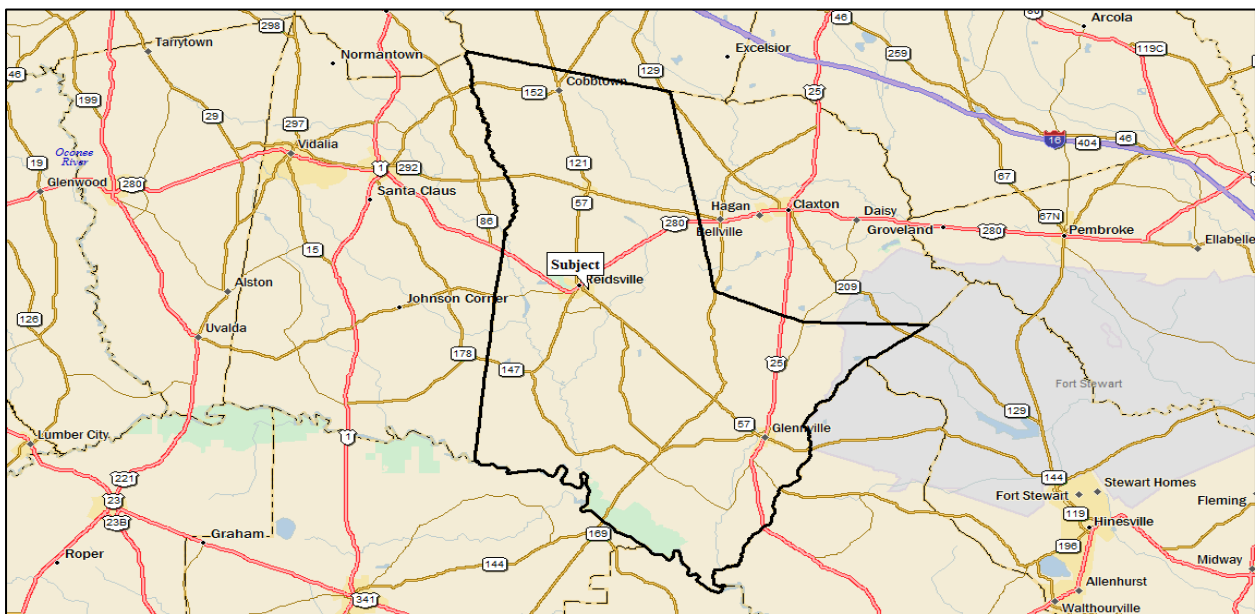 298
46
80
Arcola
Tarrytown
Normantown
Excelsior
259
119C
46
129
Cobbtown
152
25
199
29
297
Vidalia
1
292
121
16
404
46
Oconee
River
19
Glenwood
280
Santa Claus
57
67
Hagan
Claxton
Daisy
67N
86
280
Bellville
Groveland
280
Pembroke
Ellabelle
15
Subject
Reidsville
Alston
Johnson Corner
209
126
Uvalda
178
147
25
Fort Stewart
129
57
Glennville
Lumber City
1
221
144
Stewart Homes
23
Fort Stewart
Fleming
23B
119
Hinesville
Graham
169
196
Roper
144
Midway
341
Allenhurst
Walthourville